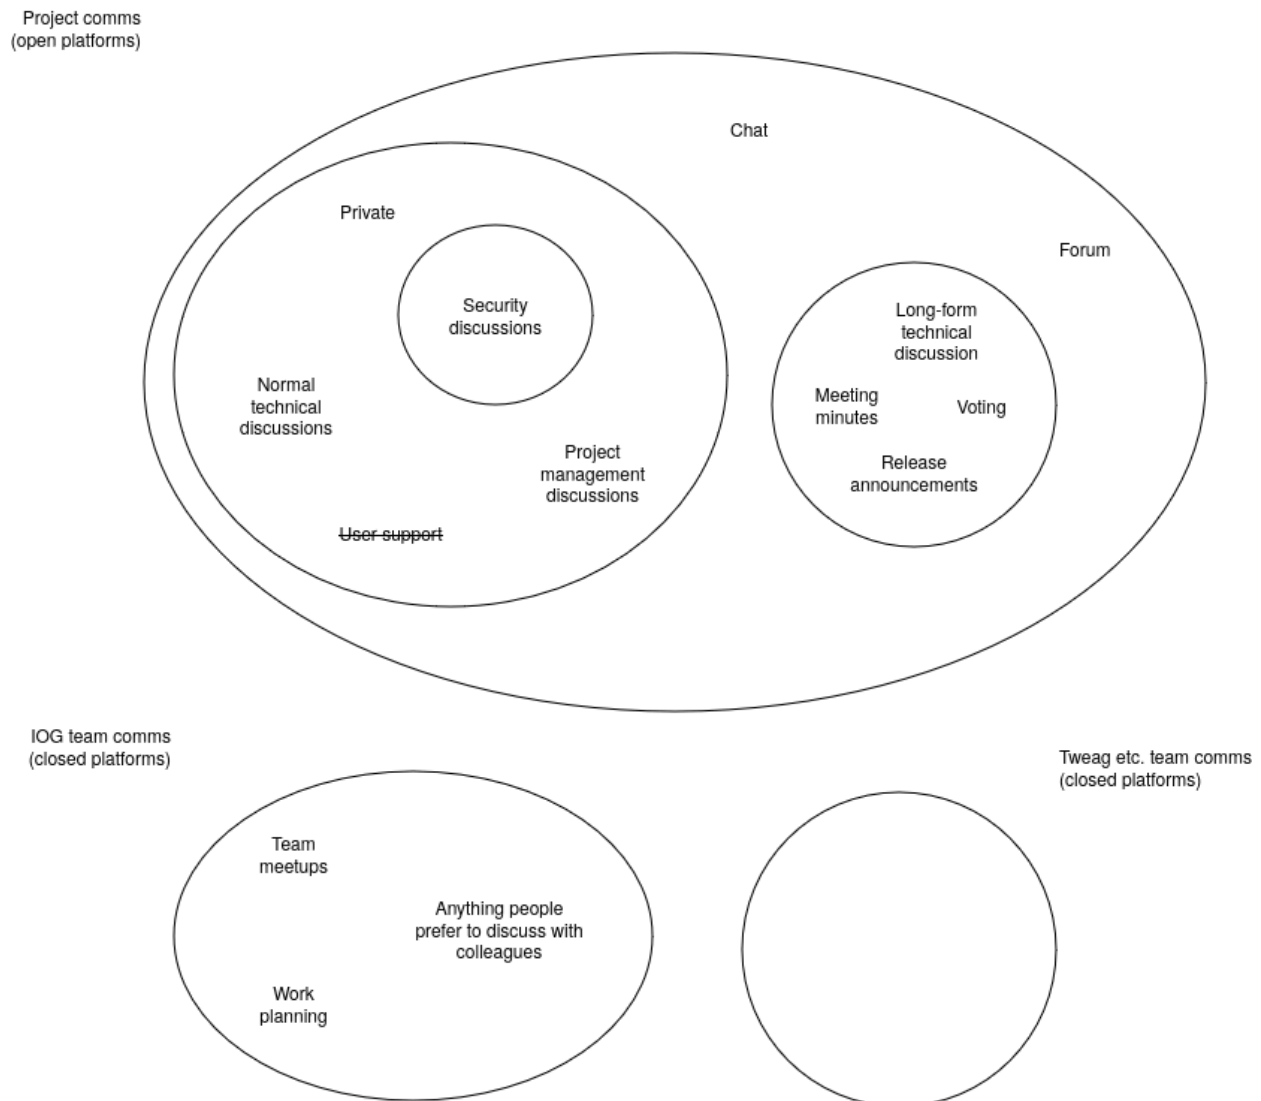 Project comms
(open platforms)
Chat
Private
Forum
Security
discussions
Long-form
technical
discussion
Normal
technical
discussions
Meeting
minutes
Voting
Project
management
discussions
Release
announcements
User support
IOG team comms
(closed platforms)
Tweag etc. team comms
(closed platforms)
Team
meetups
Anything people
prefer to discuss with
colleagues
Work
planning